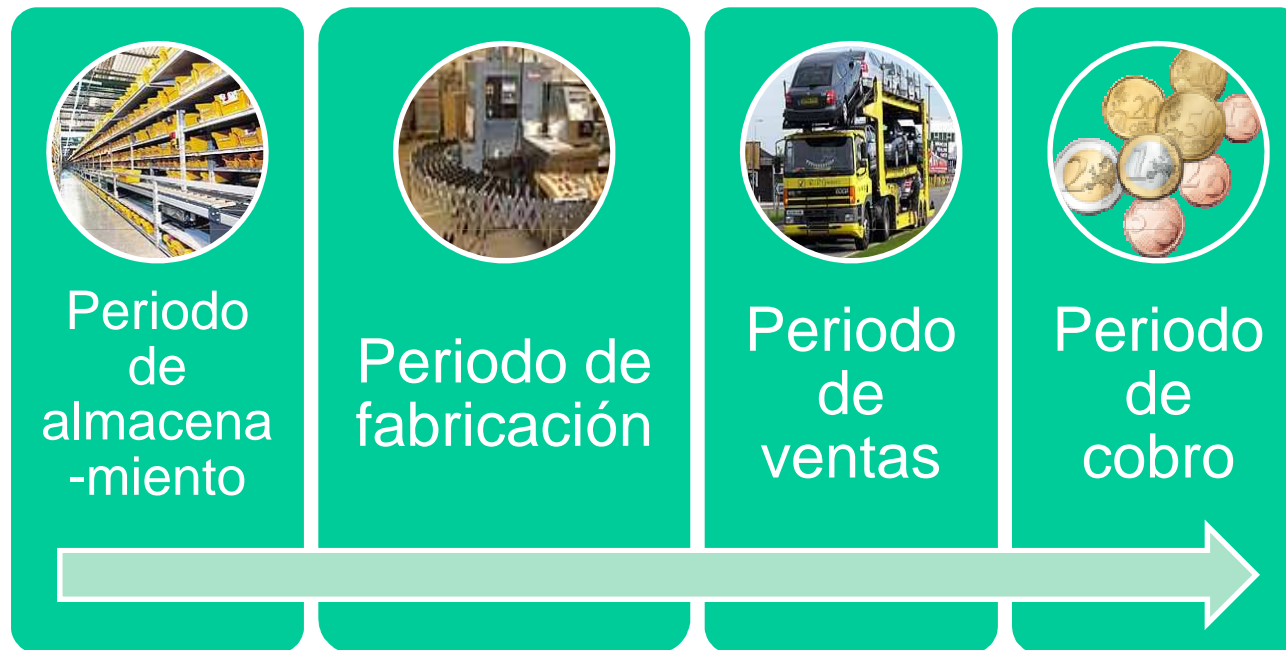 Periodo
de
almacena
-miento
Periodo de
fabricación
Periodo
de
ventas
Periodo
de
cobro